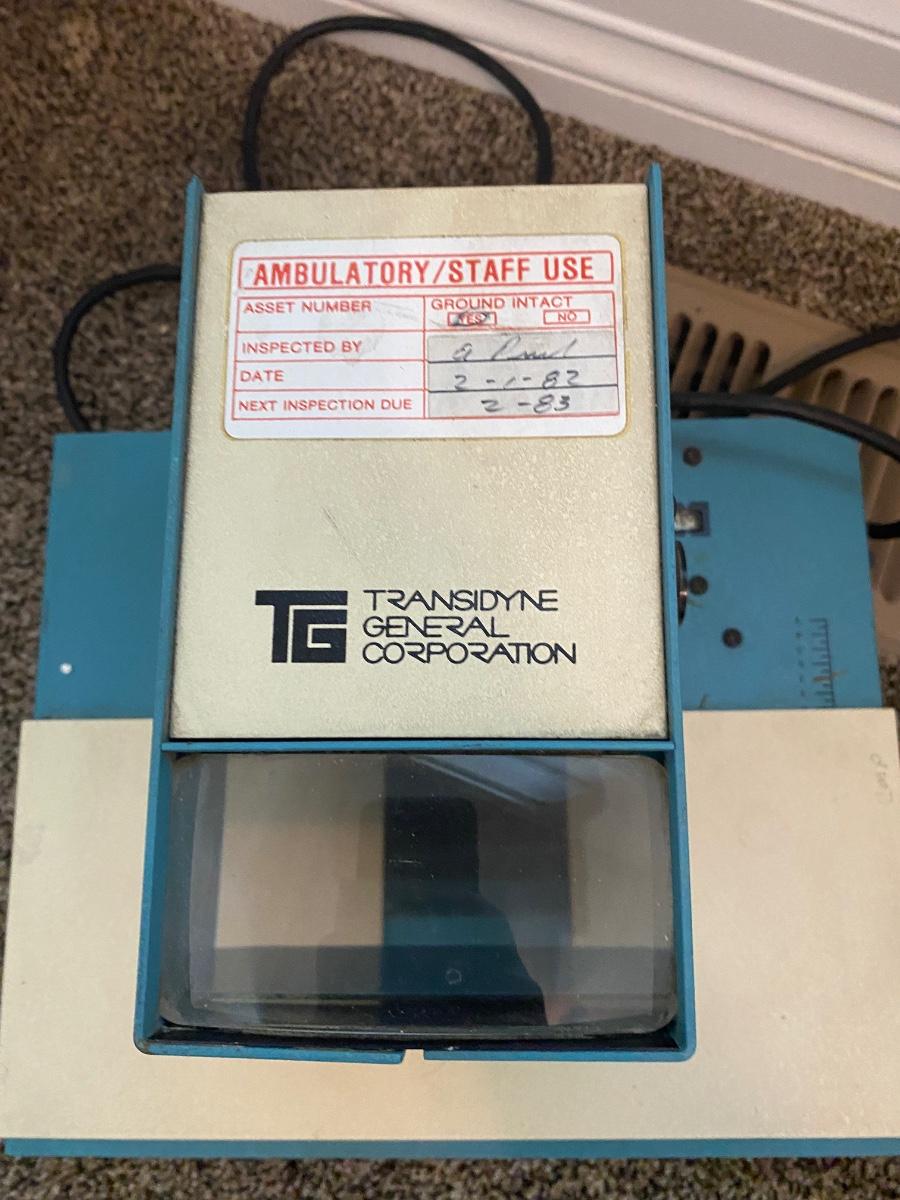 AMBULATORY/STAFF USE
ASSET NUMBER
GROUND INTACT
YES NO
INSPECTED BY
DATE 2-1-82
NEXT INSPECTION DUE 2-83
TG TRANSIDYNE
GENERAL
CORPORATION